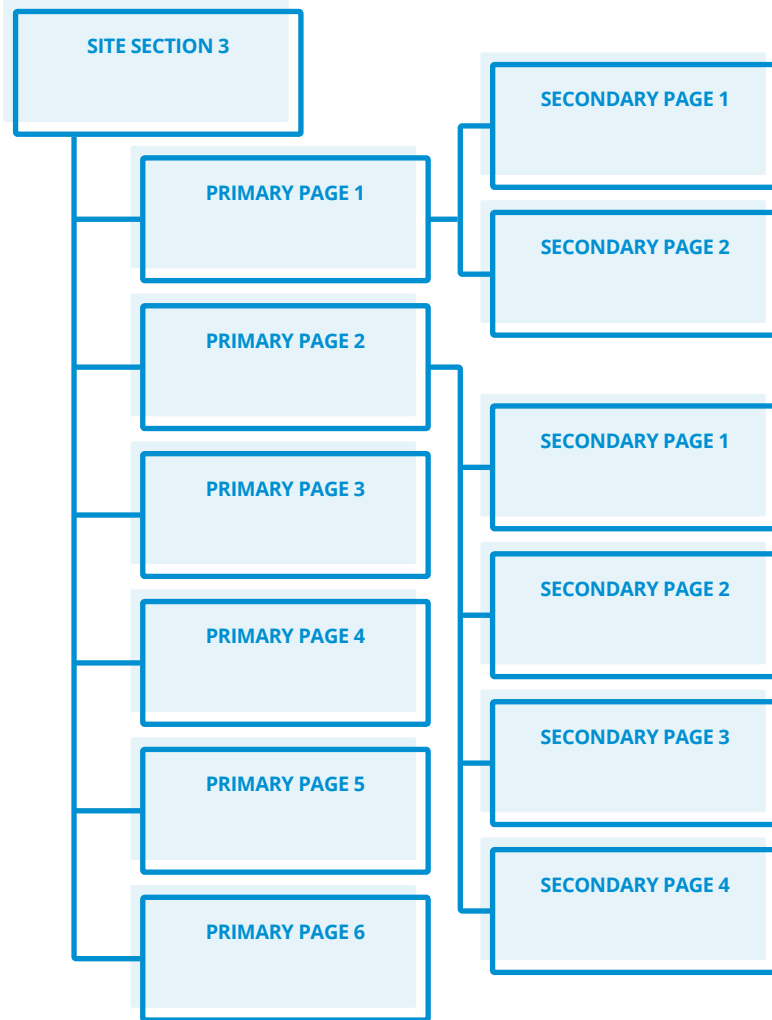 SITE SECTION 3
PRIMARY PAGE 1
SECONDARY PAGE 1
SECONDARY PAGE 2
PRIMARY PAGE 2
SECONDARY PAGE 1
SECONDARY PAGE 2
SECONDARY PAGE 3
SECONDARY PAGE 4
PRIMARY PAGE 3
PRIMARY PAGE 4
PRIMARY PAGE 5
PRIMARY PAGE 6